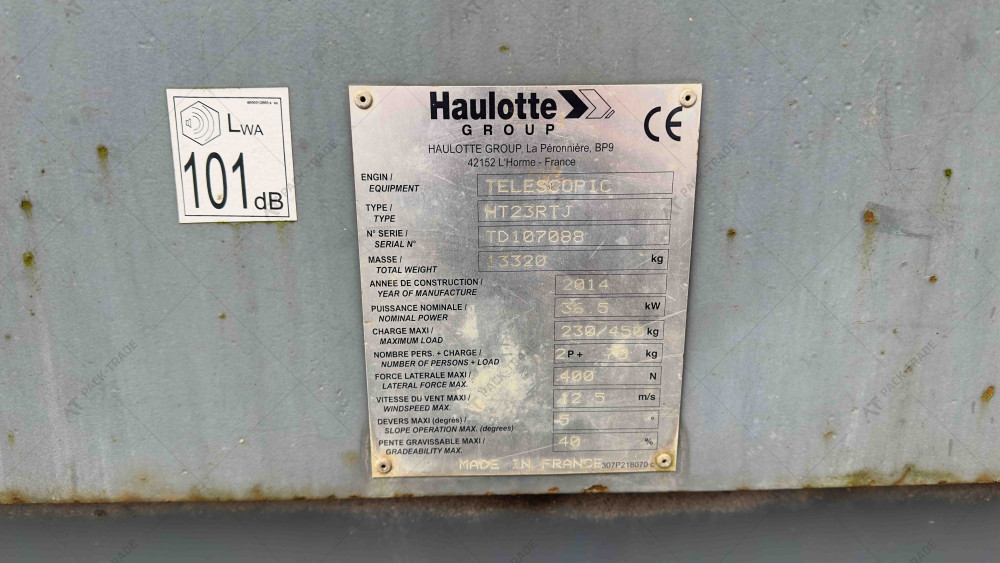 LWA
101 dB
Haulotte
GROUP
CE
HAULOTTE GROUP, La Péronnière, BP9
42152 L'Horme - France
ENGIN /
EQUIPMENT
TELESCOPIC
TYPE /
TYPE
HT23RTJ
N° SERIE /
SERIAL N°
TD107088
MASSE /
TOTAL WEIGHT
13320 kg
ANNEE DE CONSTRUCTION /
YEAR OF MANUFACTURE
2014
PUISSANCE NOMINALE /
NOMINAL POWER
36.5 kW
CHARGE MAXI /
MAXIMUM LOAD
230/450 kg
NOMBRE PERS. + CHARGE /
NUMBER OF PERSONS + LOAD
2P + kg
FORCE LATERALE MAXI /
LATERAL FORCE MAX.
400 N
VITESSE DU VENT MAXI /
WINDSPEED MAX.
12.5 m/s
DEVERS MAXI (degrés) /
SLOPE OPERATION MAX. (degrees)
5 °
PENTE GRAVISSABLE MAXI /
GRADEABILITY MAX.
40 %
MADE IN FRANCE 307P218070 c